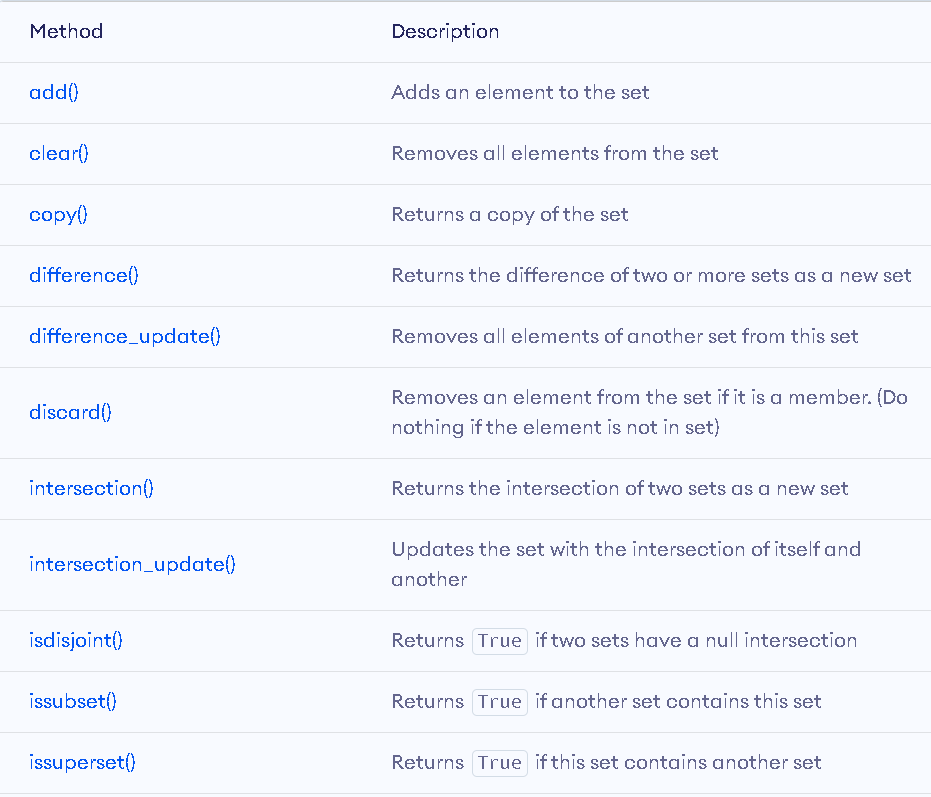 Method Description
add() Adds an element to the set
clear() Removes all elements from the set
copy() Returns a copy of the set
difference() Returns the difference of two or more sets as a new set
difference_update() Removes all elements of another set from this set
discard() Removes an element from the set if it is a member. (Do
nothing if the element is not in set)
intersection() Returns the intersection of two sets as a new set
intersection_update() Updates the set with the intersection of itself and
another
isdisjoint() Returns True if two sets have a null intersection
issubset() Returns True if another set contains this set
issuperset() Returns True if this set contains another set